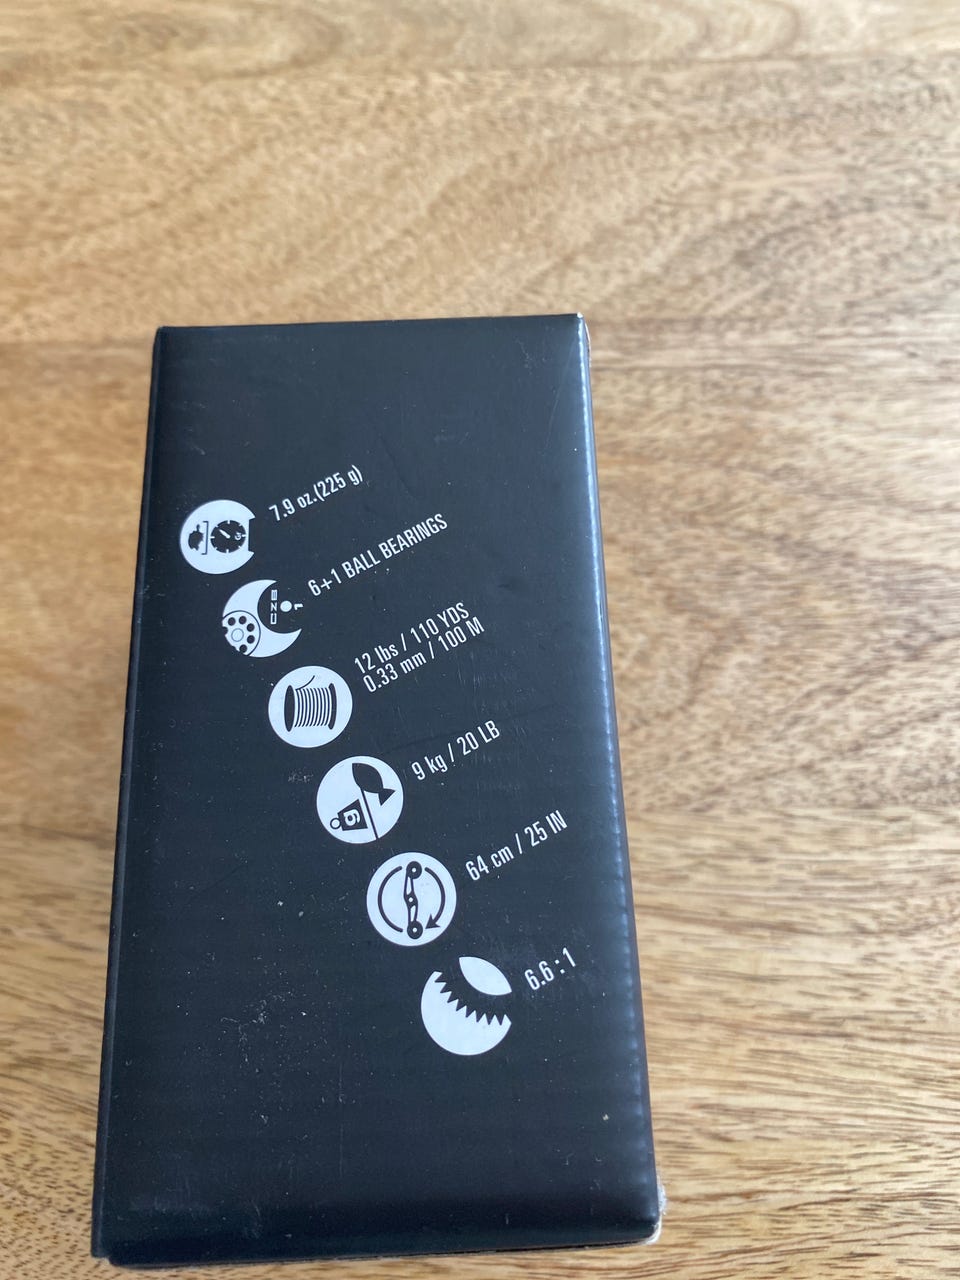 7.9 oz.(225 g)
6+1 BALL BEARINGS
12 lbs / 110 YDS
0.33 mm / 100 M
9 kg / 20 LB
g
64 cm / 25 IN
6.6 : 1